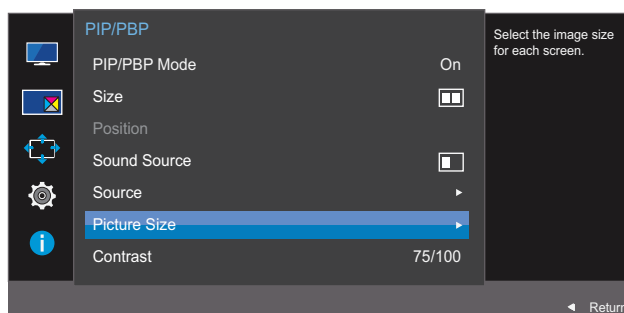 PIP/PBP
PIP/PBP Mode On
Size
Position
Sound Source
Source
Picture Size
Contrast 75/100
Select the image size
for each screen.
Return